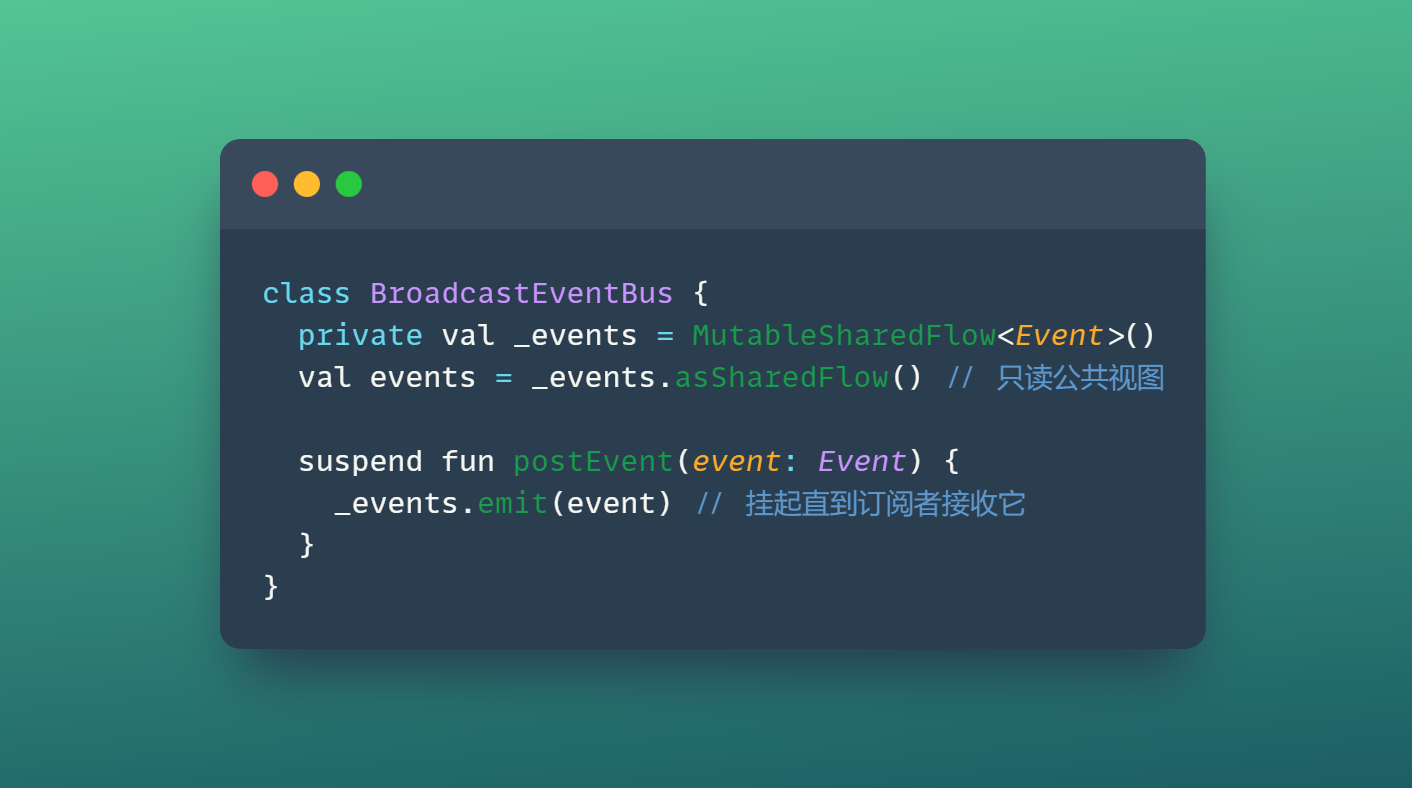 class BroadcastEventBus {
  private val _events = MutableSharedFlow<Event>()
  val events = _events.asSharedFlow() // 只读公共视图

  suspend fun postEvent(event: Event) {
    _events.emit(event) // 挂起直到订阅者接收它
  }
}